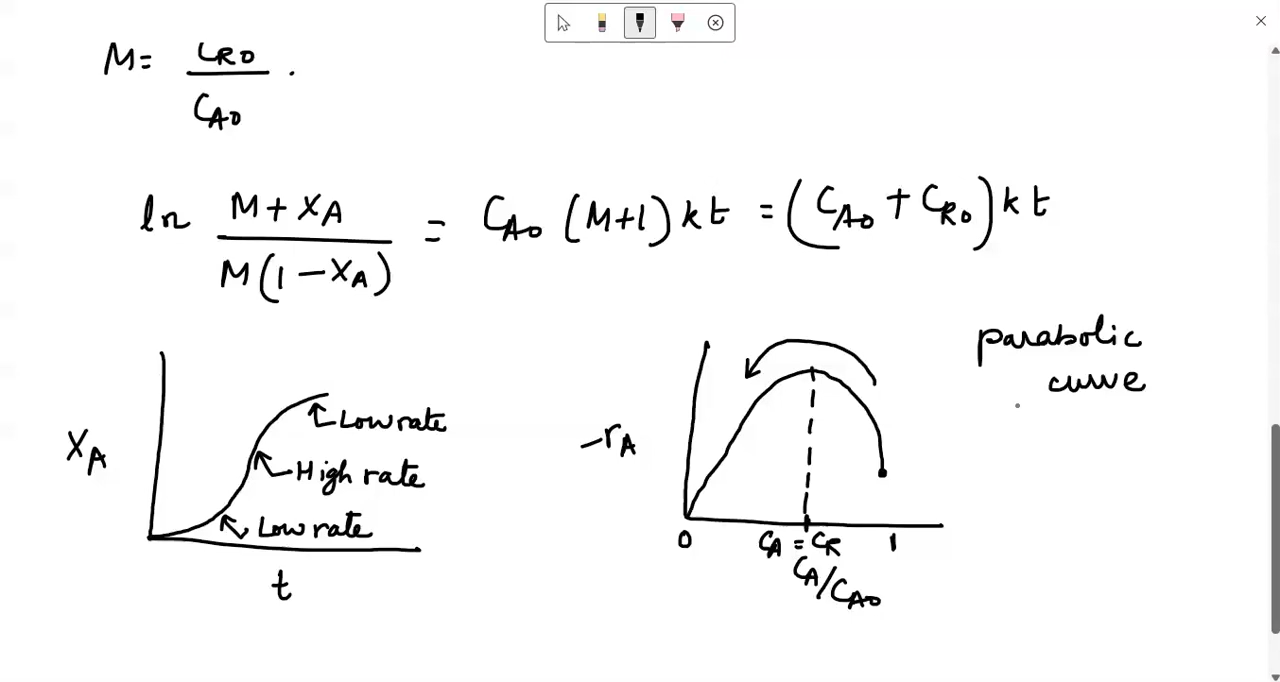 M = CR0 / CA0 .
ln (M + XA) / (M(1 - XA)) = CA0 (M+1) k t = (CA0 + CR0) k t
parabolic
curve
XA
Low rate
High rate
Low rate
t
-rA
0
CA = CR
1
CA/CA0